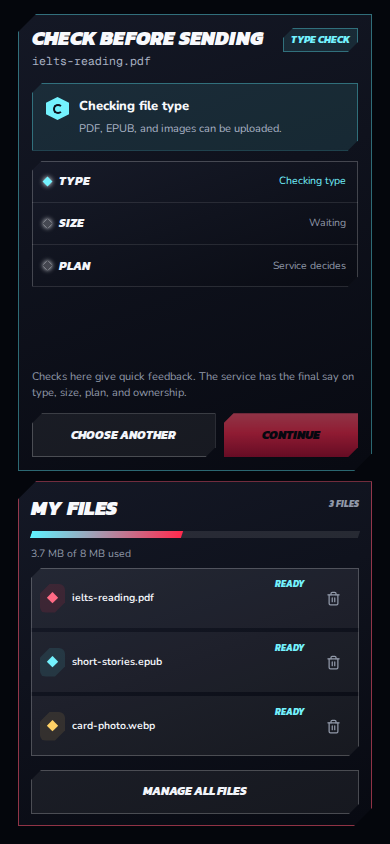 CHECK BEFORE SENDING
TYPE CHECK
ielts-reading.pdf
C
Checking file type
PDF, EPUB, and images can be uploaded.
TYPE
Checking type
SIZE
Waiting
PLAN
Service decides
Checks here give quick feedback. The service has the final say on
type, size, plan, and ownership.
CHOOSE ANOTHER
CONTINUE
MY FILES
3 FILES
3.7 MB of 8 MB used
READY
ielts-reading.pdf
READY
short-stories.epub
READY
card-photo.webp
MANAGE ALL FILES